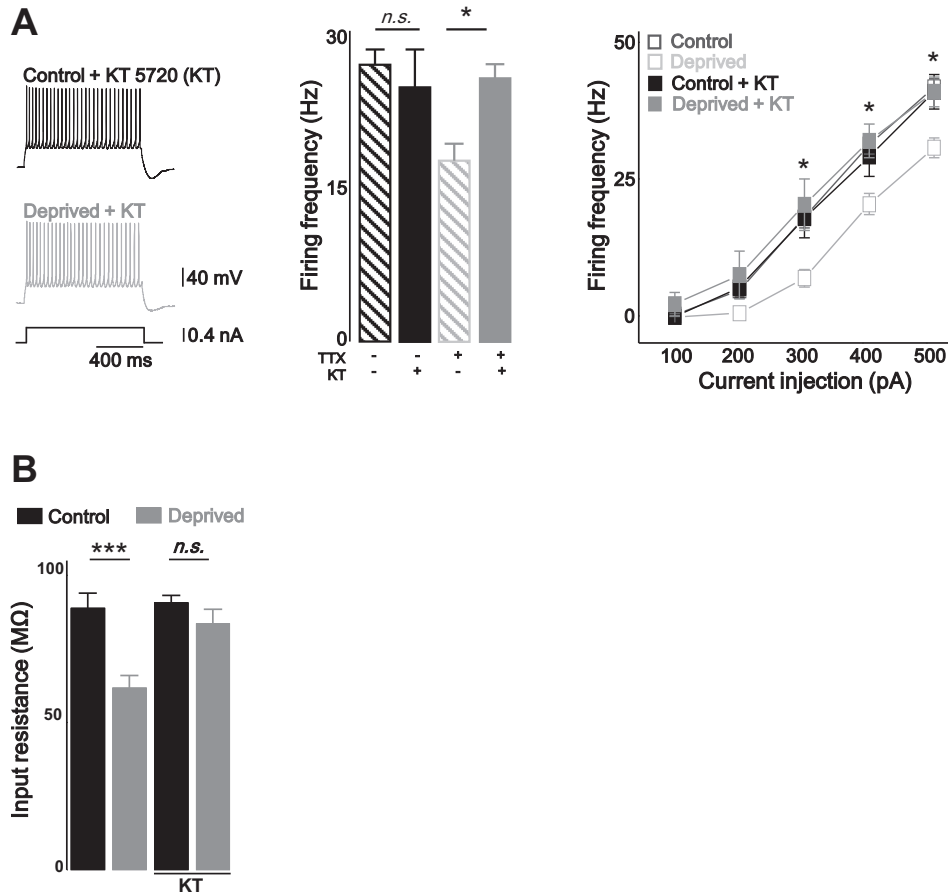 A
Control + KT 5720 (KT)
Deprived + KT
40 mV
0.4 nA
400 ms
Firing frequency (Hz)
30
15
0
n.s.
*
TTX - - + +
KT - + - +
Firing frequency (Hz)
50
25
0
Control
Deprived
Control + KT
Deprived + KT
*
*
*
100 200 300 400 500
Current injection (pA)
B
Control Deprived
Input resistance (MΩ)
100
50
0
***
n.s.
KT